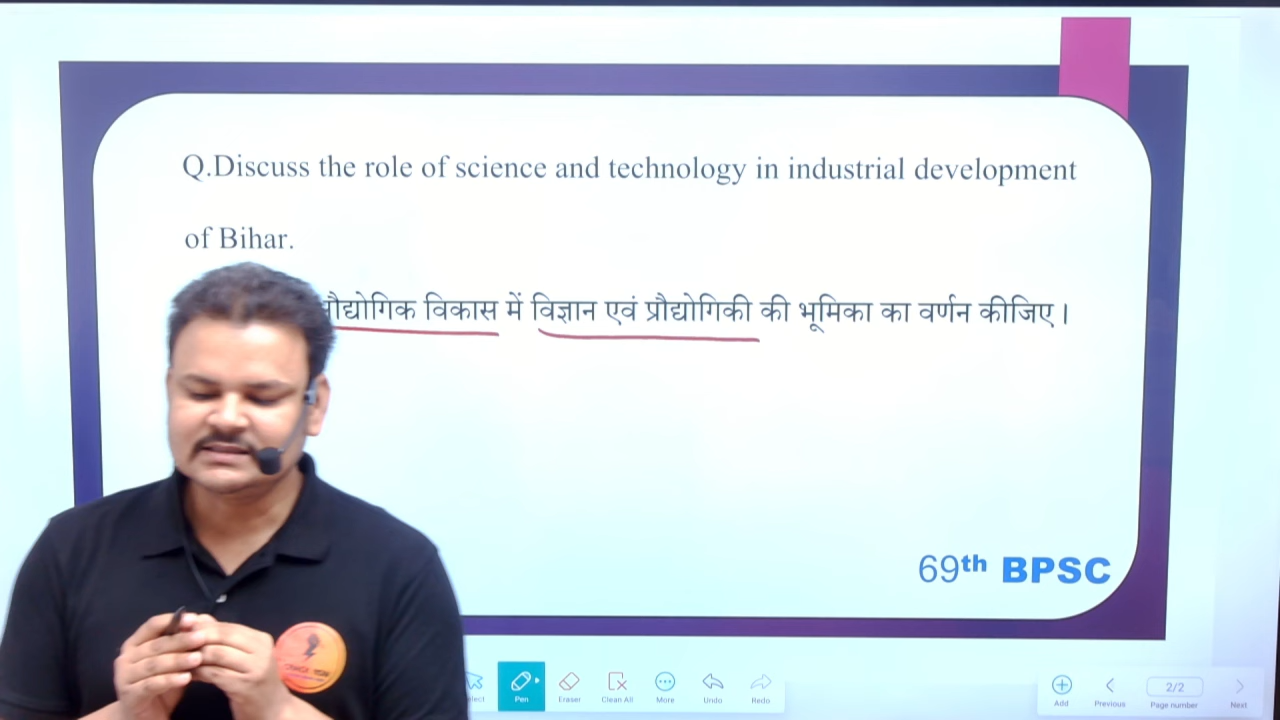 Q.Discuss the role of science and technology in industrial development
of Bihar.
विकास में विज्ञान एवं प्रौद्योगिकी की भूमिका का वर्णन कीजिए ।
69th BPSC
Pen
Eraser
Clean All
More
Undo
Redo
Add
Previous
2/2
Page number
Next